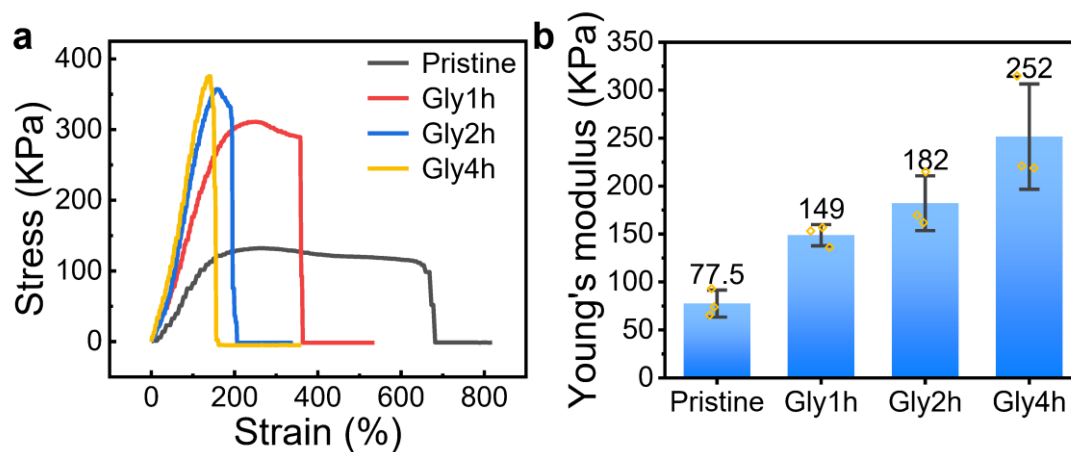 a
Stress (KPa)
400
300
200
100
0
0 200 400 600 800
Strain (%)
Pristine
Gly1h
Gly2h
Gly4h
b
Young's modulus (KPa)
350
300
250
200
150
100
50
0
77.5
149
182
252
Pristine Gly1h Gly2h Gly4h